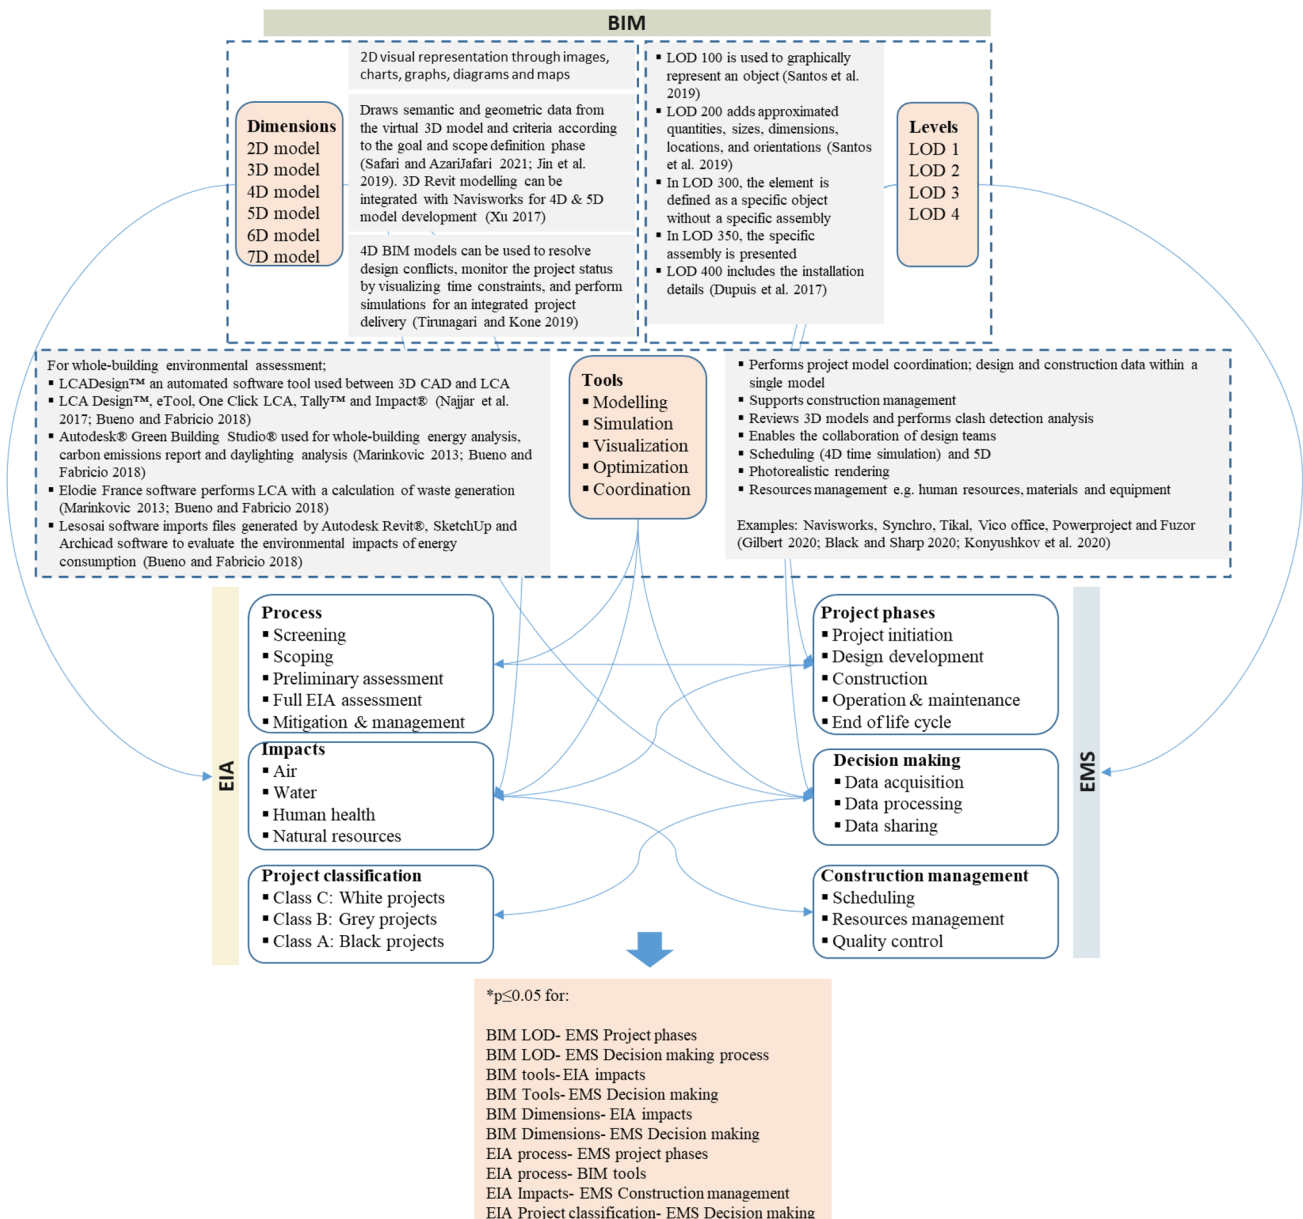 BIM
2D visual representation through images,
charts, graphs, diagrams and maps
Dimensions
2D model
3D model
4D model
5D model
6D model
7D model
Draws semantic and geometric data from
the virtual 3D model and criteria according
to the goal and scope definition phase
(Safari and AzariJafari 2021; Jin et al.
2019). 3D Revit modelling can be
integrated with Navisworks for 4D & 5D
model development (Xu 2017)
4D BIM models can be used to resolve
design conflicts, monitor the project status
by visualizing time constraints, and perform
simulations for an integrated project
delivery (Tirunagari and Kone 2019)
▪ LOD 100 is used to graphically
represent an object (Santos et al.
2019)
▪ LOD 200 adds approximated
quantities, sizes, dimensions,
locations, and orientations (Santos
et al. 2019)
▪ In LOD 300, the element is
defined as a specific object
without a specific assembly
▪ In LOD 350, the specific
assembly is presented
▪ LOD 400 includes the installation
details (Dupuis et al. 2017)
Levels
LOD 1
LOD 2
LOD 3
LOD 4
For whole-building environmental assessment;
▪ LCADesign™ an automated software tool used between 3D CAD and LCA
▪ LCA Design™, eTool, One Click LCA, Tally™ and Impact® (Najjar et al.
2017; Bueno and Fabricio 2018)
▪ Autodesk® Green Building Studio® used for whole-building energy analysis,
carbon emissions report and daylighting analysis (Marinkovic 2013; Bueno and
Fabricio 2018)
▪ Elodie France software performs LCA with a calculation of waste generation
(Marinkovic 2013; Bueno and Fabricio 2018)
▪ Lesosai software imports files generated by Autodesk Revit®, SketchUp and
Archicad software to evaluate the environmental impacts of energy
consumption (Bueno and Fabricio 2018)
Tools
▪ Modelling
▪ Simulation
▪ Visualization
▪ Optimization
▪ Coordination
▪ Performs project model coordination; design and construction data within a
single model
▪ Supports construction management
▪ Reviews 3D models and performs clash detection analysis
▪ Enables the collaboration of design teams
▪ Scheduling (4D time simulation) and 5D
▪ Photorealistic rendering
▪ Resources management e.g. human resources, materials and equipment
Examples: Navisworks, Synchro, Tikal, Vico office, Powerproject and Fuzor
(Gilbert 2020; Black and Sharp 2020; Konyushkov et al. 2020)
EIA
Process
▪ Screening
▪ Scoping
▪ Preliminary assessment
▪ Full EIA assessment
▪ Mitigation & management
Impacts
▪ Air
▪ Water
▪ Human health
▪ Natural resources
Project classification
▪ Class C: White projects
▪ Class B: Grey projects
▪ Class A: Black projects
Project phases
▪ Project initiation
▪ Design development
▪ Construction
▪ Operation & maintenance
▪ End of life cycle
Decision making
▪ Data acquisition
▪ Data processing
▪ Data sharing
Construction management
▪ Scheduling
▪ Resources management
▪ Quality control
EMS
*p≤0.05 for:
BIM LOD- EMS Project phases
BIM LOD- EMS Decision making process
BIM tools-EIA impacts
BIM Tools- EMS Decision making
BIM Dimensions- EIA impacts
BIM Dimensions- EMS Decision making
EIA process- EMS project phases
EIA process- BIM tools
EIA Impacts- EMS Construction management
EIA Project classification- EMS Decision making